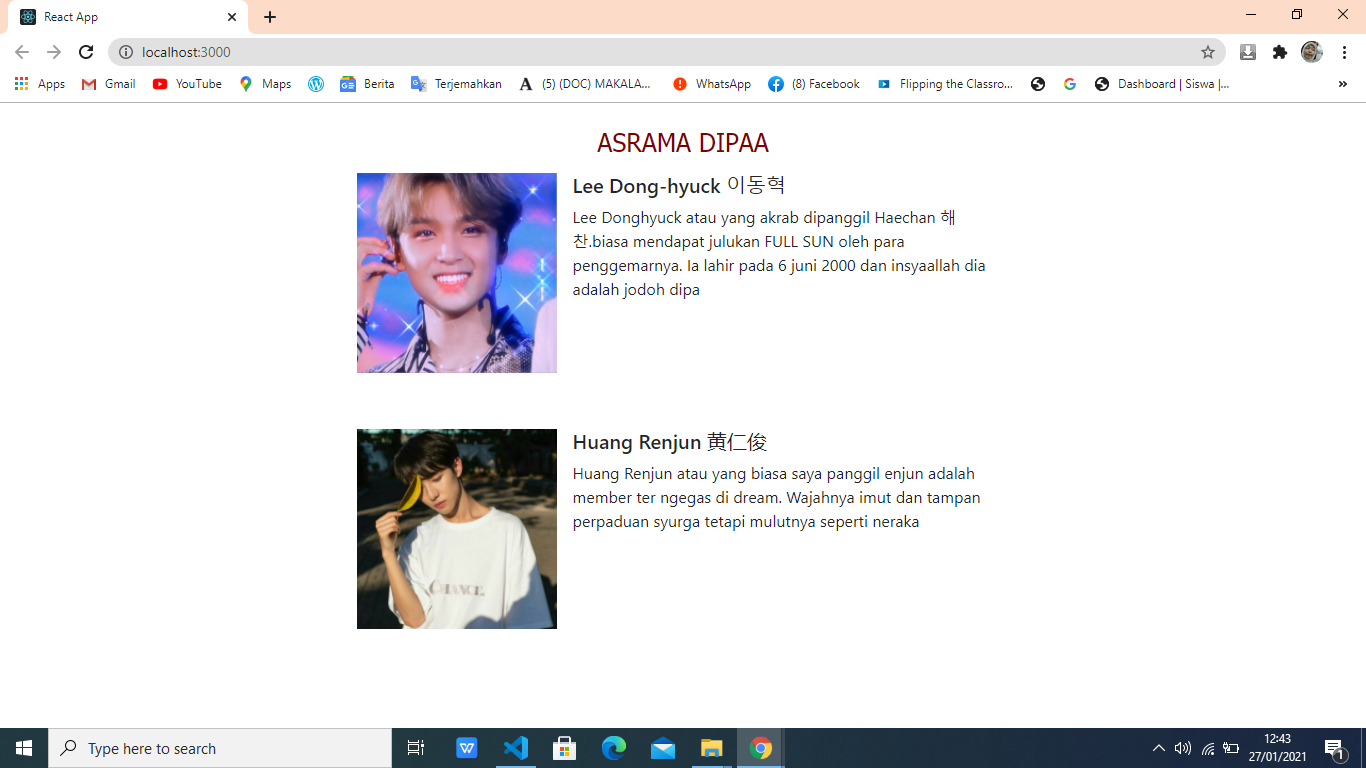 React App
localhost:3000
Apps
Gmail
YouTube
Maps
Berita
Terjemahkan
(5) (DOC) MAKALA...
WhatsApp
(8) Facebook
Flipping the Classro...
Dashboard | Siswa |...
»
ASRAMA DIPAA
Lee Dong-hyuck 이동혁
Lee Donghyuck atau yang akrab dipanggil Haechan 해
찬.biasa mendapat julukan FULL SUN oleh para
penggemarnya. Ia lahir pada 6 juni 2000 dan insyaallah dia
adalah jodoh dipa
Huang Renjun 黄仁俊
Huang Renjun atau yang biasa saya panggil enjun adalah
member ter ngegas di dream. Wajahnya imut dan tampan
perpaduan syurga tetapi mulutnya seperti neraka
CHANCE
Type here to search
12:43
27/01/2021
1